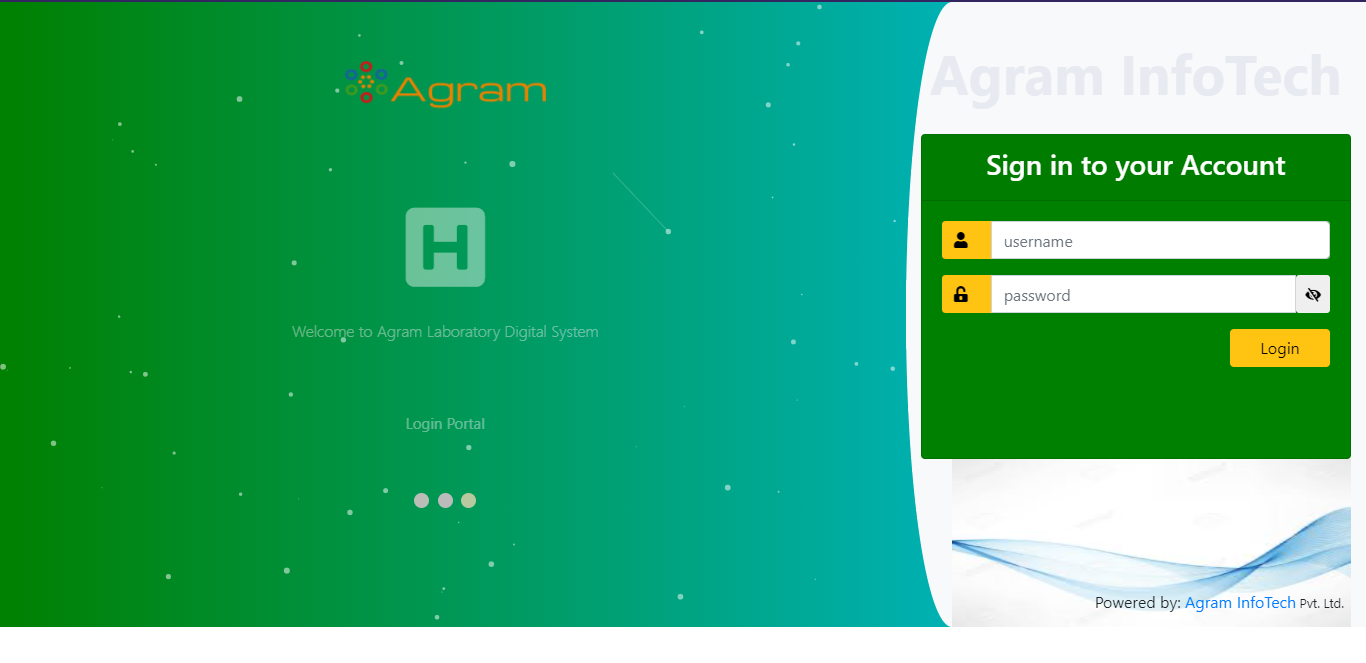 Agram
H
Welcome to Agram Laboratory Digital System
Login Portal
Agram InfoTech
Sign in to your Account
username
password
Login
Powered by: Agram InfoTech Pvt. Ltd.